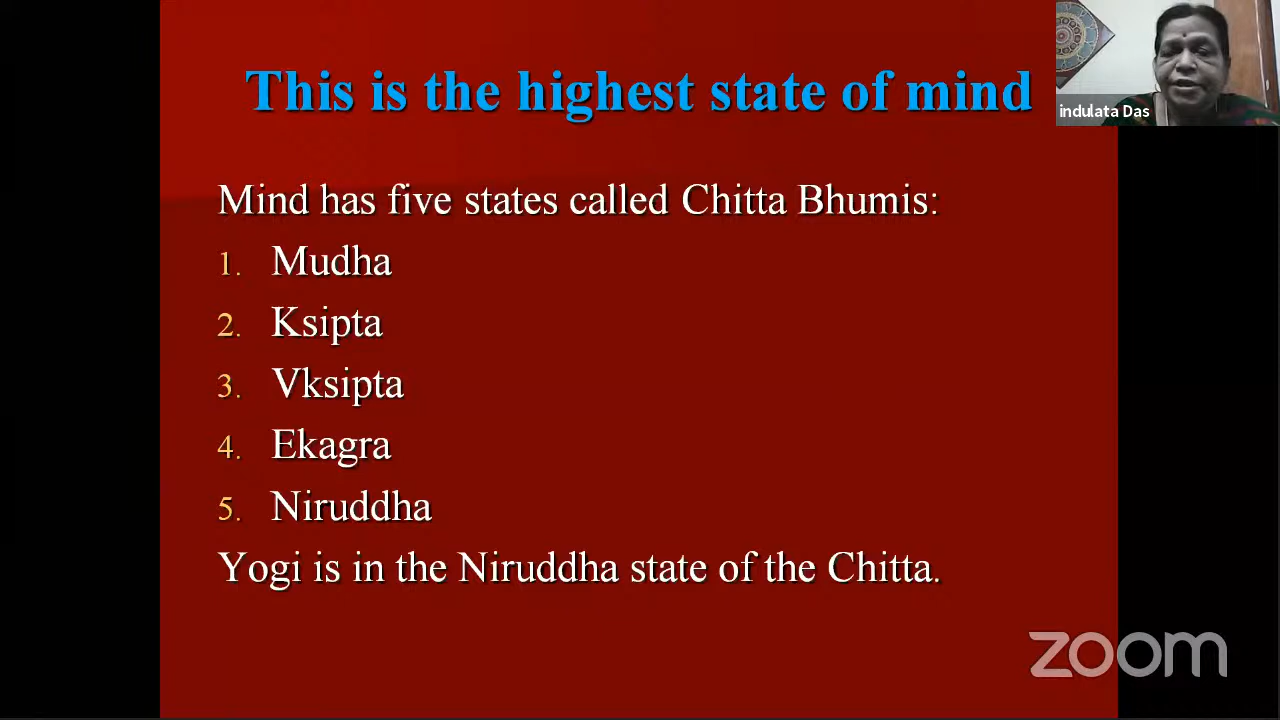 This is the highest state of mind
indulata Das
Mind has five states called Chitta Bhumis:
1. Mudha
2. Ksipta
3. Vksipta
4. Ekagra
5. Niruddha
Yogi is in the Niruddha state of the Chitta.
zoom